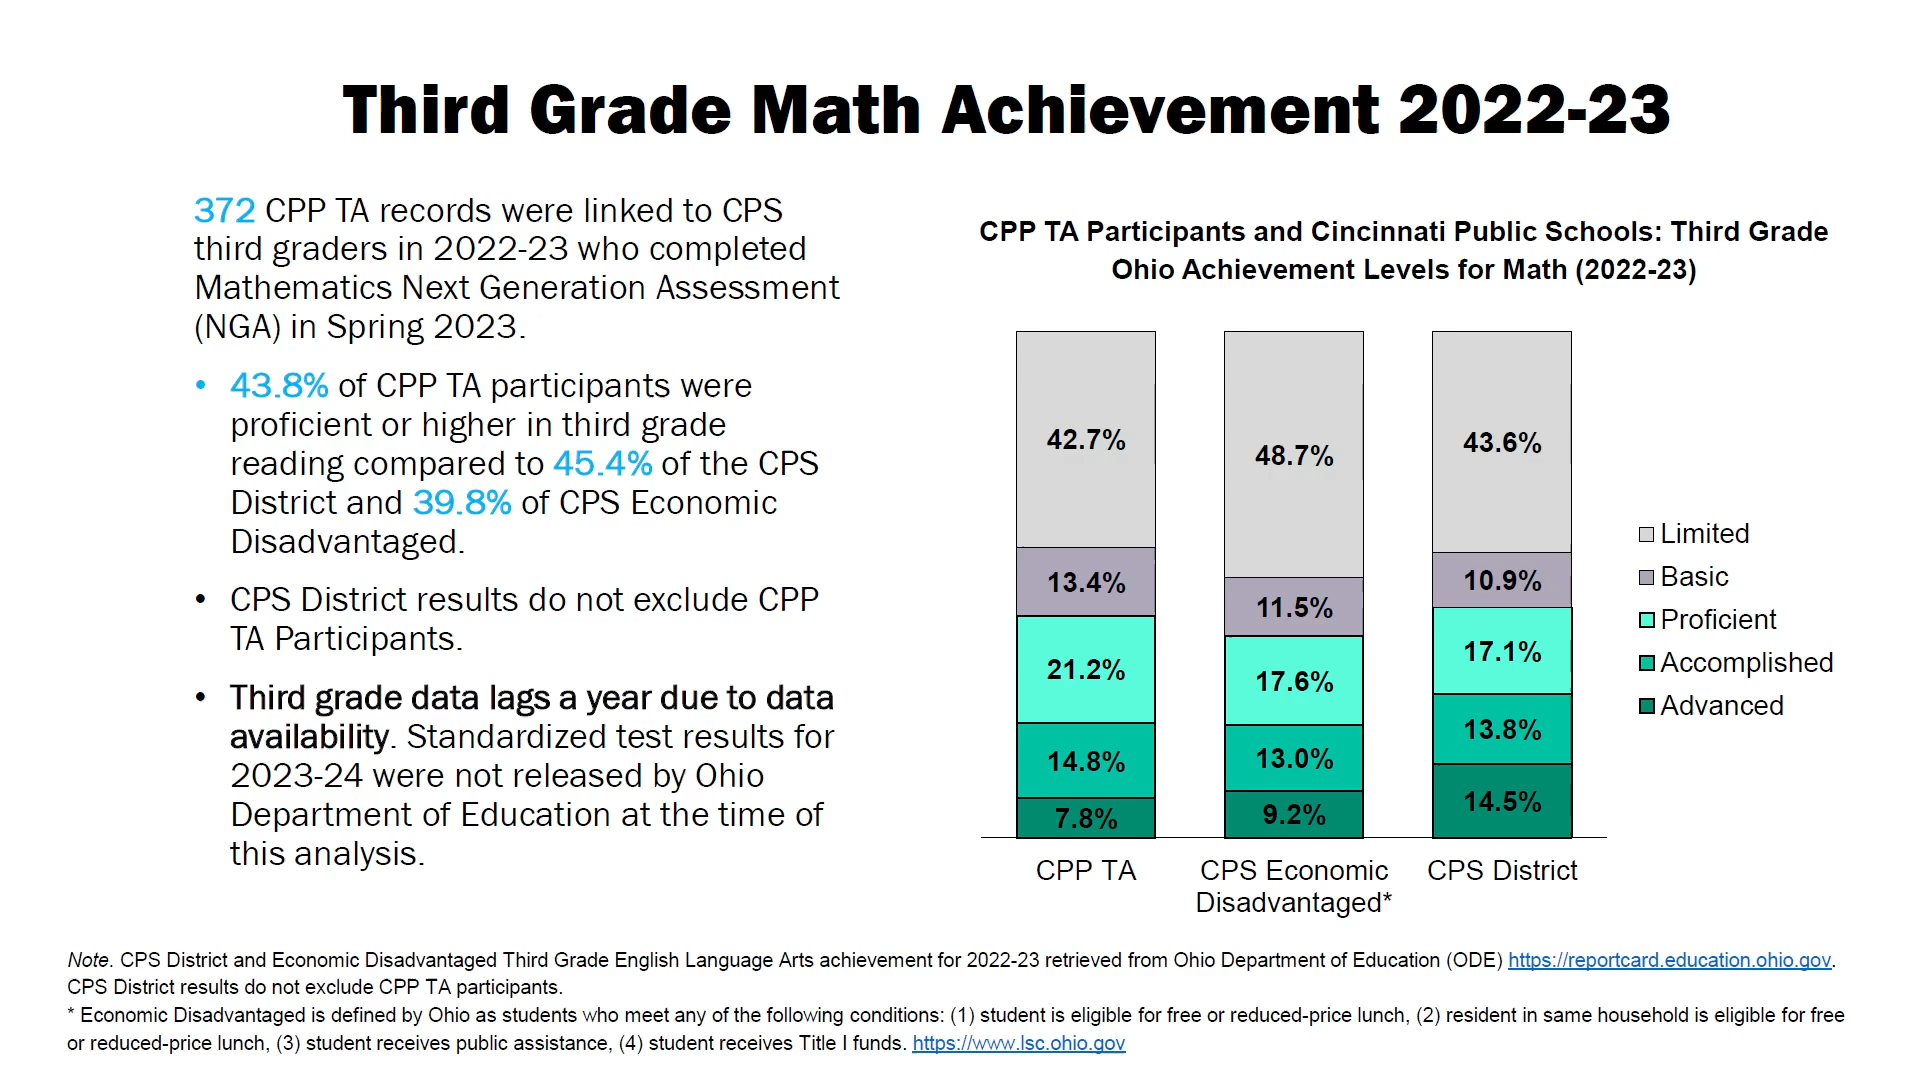 Third Grade Math Achievement 2022-23
372 CPP TA records were linked to CPS
third graders in 2022-23 who completed
Mathematics Next Generation Assessment
(NGA) in Spring 2023.
• 43.8% of CPP TA participants were
proficient or higher in third grade
reading compared to 45.4% of the CPS
District and 39.8% of CPS Economic
Disadvantaged.
• CPS District results do not exclude CPP
TA Participants.
• Third grade data lags a year due to data
availability. Standardized test results for
2023-24 were not released by Ohio
Department of Education at the time of
this analysis.
CPP TA Participants and Cincinnati Public Schools: Third Grade
Ohio Achievement Levels for Math (2022-23)
42.7%
13.4%
21.2%
14.8%
7.8%
CPP TA
48.7%
11.5%
17.6%
13.0%
9.2%
CPS Economic
Disadvantaged*
43.6%
10.9%
17.1%
13.8%
14.5%
CPS District
Limited
Basic
Proficient
Accomplished
Advanced
Note. CPS District and Economic Disadvantaged Third Grade English Language Arts achievement for 2022-23 retrieved from Ohio Department of Education (ODE) https://reportcard.education.ohio.gov.
CPS District results do not exclude CPP TA participants.
* Economic Disadvantaged is defined by Ohio as students who meet any of the following conditions: (1) student is eligible for free or reduced-price lunch, (2) resident in same household is eligible for free
or reduced-price lunch, (3) student receives public assistance, (4) student receives Title I funds. https://www.lsc.ohio.gov